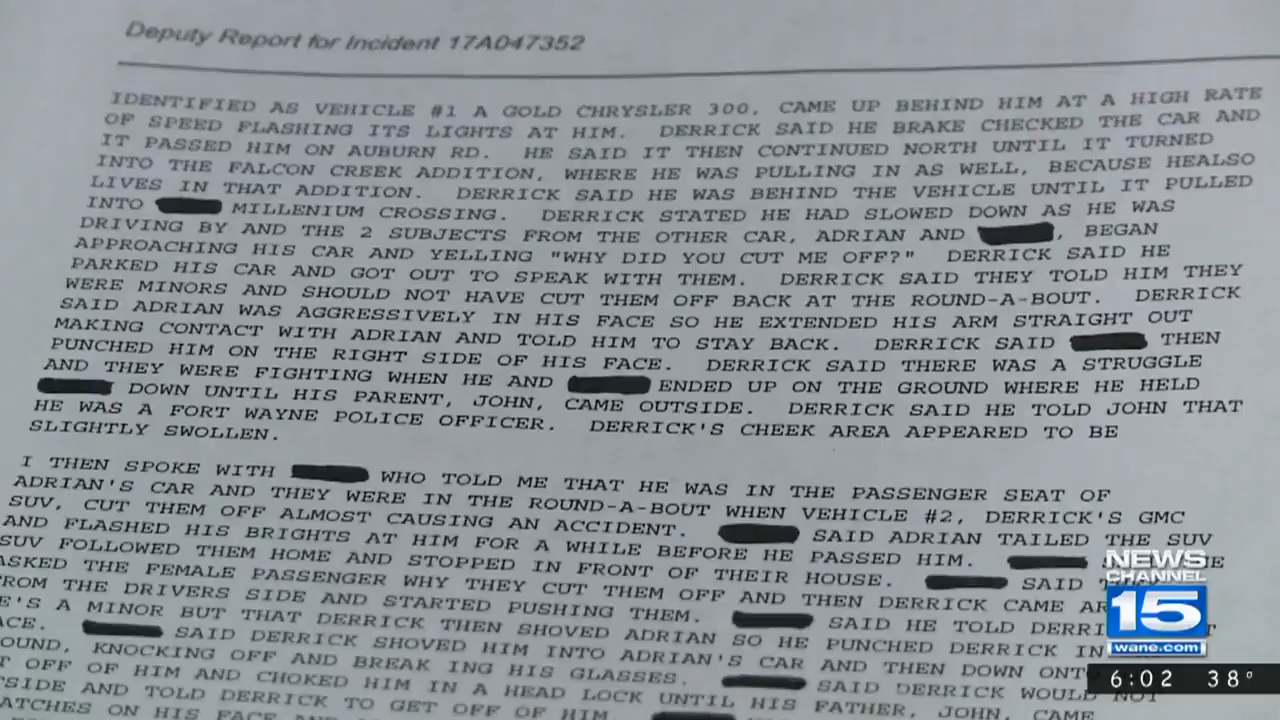 Deputy Report for Incident 17A047352
IDENTIFIED AS VEHICLE #1 A GOLD CHRYSLER 300, CAME UP BEHIND HIM AT A HIGH RATE
OF SPEED FLASHING ITS LIGHTS AT HIM. DERRICK SAID HE BRAKE CHECKED THE CAR AND
IT PASSED HIM ON AUBURN RD. HE SAID IT THEN CONTINUED NORTH UNTIL IT TURNED
INTO THE FALCON CREEK ADDITION, WHERE HE WAS PULLING IN AS WELL, BECAUSE HEALSO
LIVES IN THAT ADDITION. DERRICK SAID HE WAS BEHIND THE VEHICLE UNTIL IT PULLED
INTO MILLENIUM CROSSING. DERRICK STATED HE HAD SLOWED DOWN AS HE WAS
DRIVING BY AND THE 2 SUBJECTS FROM THE OTHER CAR, ADRIAN AND , BEGAN
APPROACHING HIS CAR AND YELLING "WHY DID YOU CUT ME OFF?" DERRICK SAID HE
PARKED HIS CAR AND GOT OUT TO SPEAK WITH THEM. DERRICK SAID THEY TOLD HIM THEY
WERE MINORS AND SHOULD NOT HAVE CUT THEM OFF BACK AT THE ROUND-A-BOUT. DERRICK
SAID ADRIAN WAS AGGRESSIVELY IN HIS FACE SO HE EXTENDED HIS ARM STRAIGHT OUT
MAKING CONTACT WITH ADRIAN AND TOLD HIM TO STAY BACK. DERRICK SAID THEN
PUNCHED HIM ON THE RIGHT SIDE OF HIS FACE. DERRICK SAID THERE WAS A STRUGGLE
AND THEY WERE FIGHTING WHEN HE AND ENDED UP ON THE GROUND WHERE HE HELD
DOWN UNTIL HIS PARENT, JOHN, CAME OUTSIDE. DERRICK SAID HE TOLD JOHN THAT
HE WAS A FORT WAYNE POLICE OFFICER. DERRICK'S CHEEK AREA APPEARED TO BE
SLIGHTLY SWOLLEN.
I THEN SPOKE WITH WHO TOLD ME THAT HE WAS IN THE PASSENGER SEAT OF
ADRIAN'S CAR AND THEY WERE IN THE ROUND-A-BOUT WHEN VEHICLE #2, DERRICK'S GMC
SUV, CUT THEM OFF ALMOST CAUSING AN ACCIDENT. SAID ADRIAN TAILED THE SUV
AND FLASHED HIS BRIGHTS AT HIM FOR A WHILE BEFORE HE PASSED HIM.
SUV FOLLOWED THEM HOME AND STOPPED IN FRONT OF THEIR HOUSE. SAID
ASKED THE FEMALE PASSENGER WHY THEY CUT THEM OFF AND THEN DERRICK CAME
FROM THE DRIVERS SIDE AND STARTED PUSHING THEM. SAID HE TOLD
HE'S A MINOR BUT THAT DERRICK THEN SHOVED ADRIAN SO HE PUNCHED DERRICK IN
SAID DERRICK SHOVED HIM INTO ADRIAN'S CAR AND THEN DOWN
KNOCKING OFF AND BREAK ING HIS GLASSES. SAID DERRICK WOULD NOT
OFF OF HIM AND CHOKED HIM IN A HEAD LOCK UNTIL HIS FATHER, JOHN, CAME
AND TOLD DERRICK TO GET OFF OF HIM.
ON HIS FACE AND
NEWS
CHANNEL
15
wane.com
6:02 38°